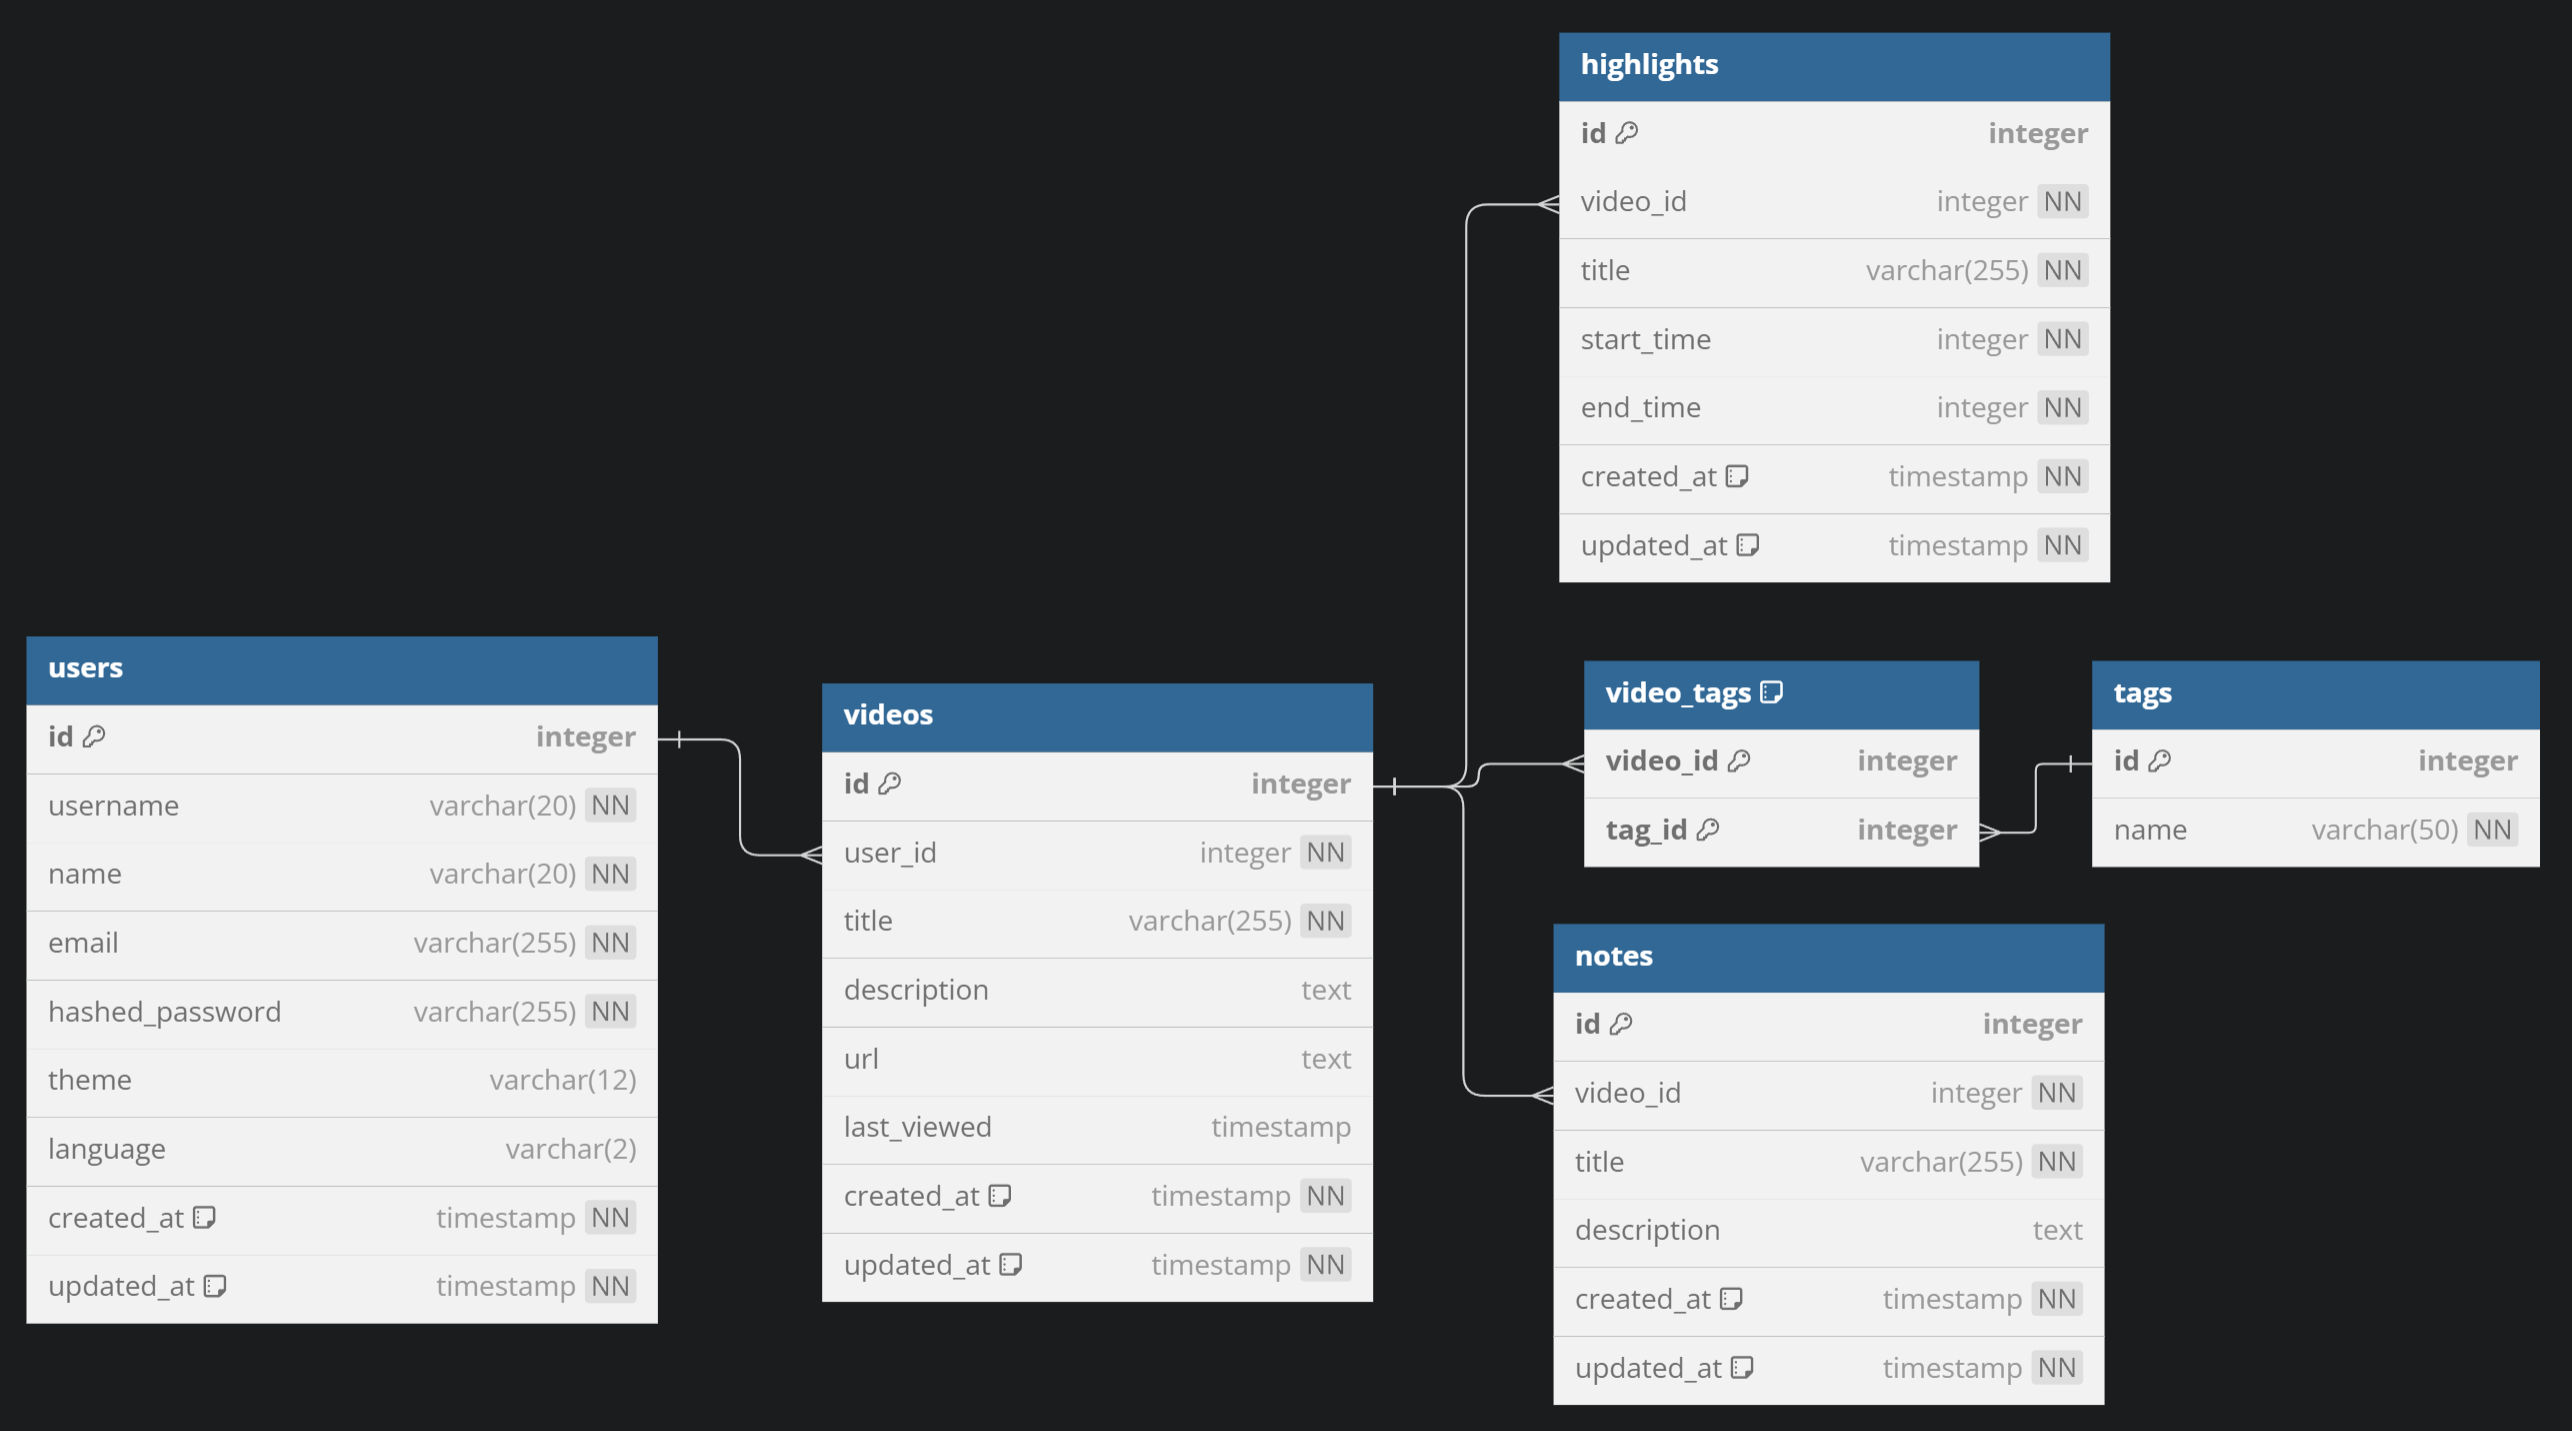 highlights
id integer
video_id integer NN
title varchar(255) NN
start_time integer NN
end_time integer NN
created_at timestamp NN
updated_at timestamp NN
users
id integer
username varchar(20) NN
name varchar(20) NN
email varchar(255) NN
hashed_password varchar(255) NN
theme varchar(12)
language varchar(2)
created_at timestamp NN
updated_at timestamp NN
videos
id integer
user_id integer NN
title varchar(255) NN
description text
url text
last_viewed timestamp
created_at timestamp NN
updated_at timestamp NN
video_tags
video_id integer
tag_id integer
tags
id integer
name varchar(50) NN
notes
id integer
video_id integer NN
title varchar(255) NN
description text
created_at timestamp NN
updated_at timestamp NN